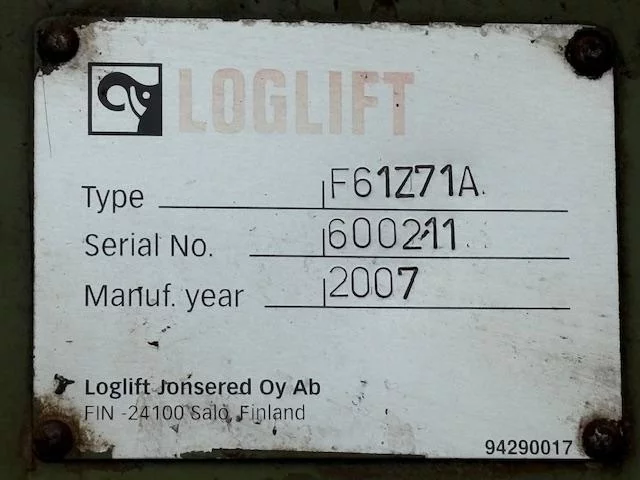 LOGLIFT
Type F61Z71A
Serial No. 600211
Manuf. year 2007
Loglift Jonsered Oy Ab
FIN -24100 Salo, Finland
94290017